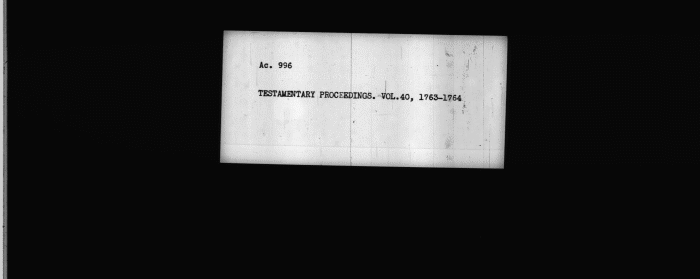 Ac. 996
TESTAMENTARY PROCEEDINGS. VOL.40, 1763-1764